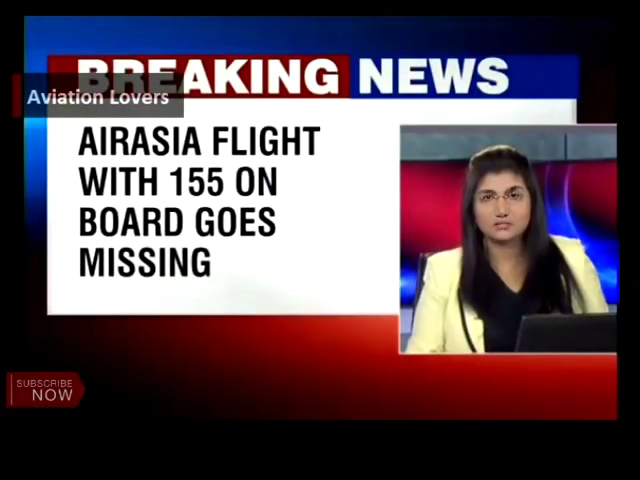 BREAKING NEWS
Aviation Lovers
AIRASIA FLIGHT
WITH 155 ON
BOARD GOES
MISSING
SUBSCRIBE
NOW